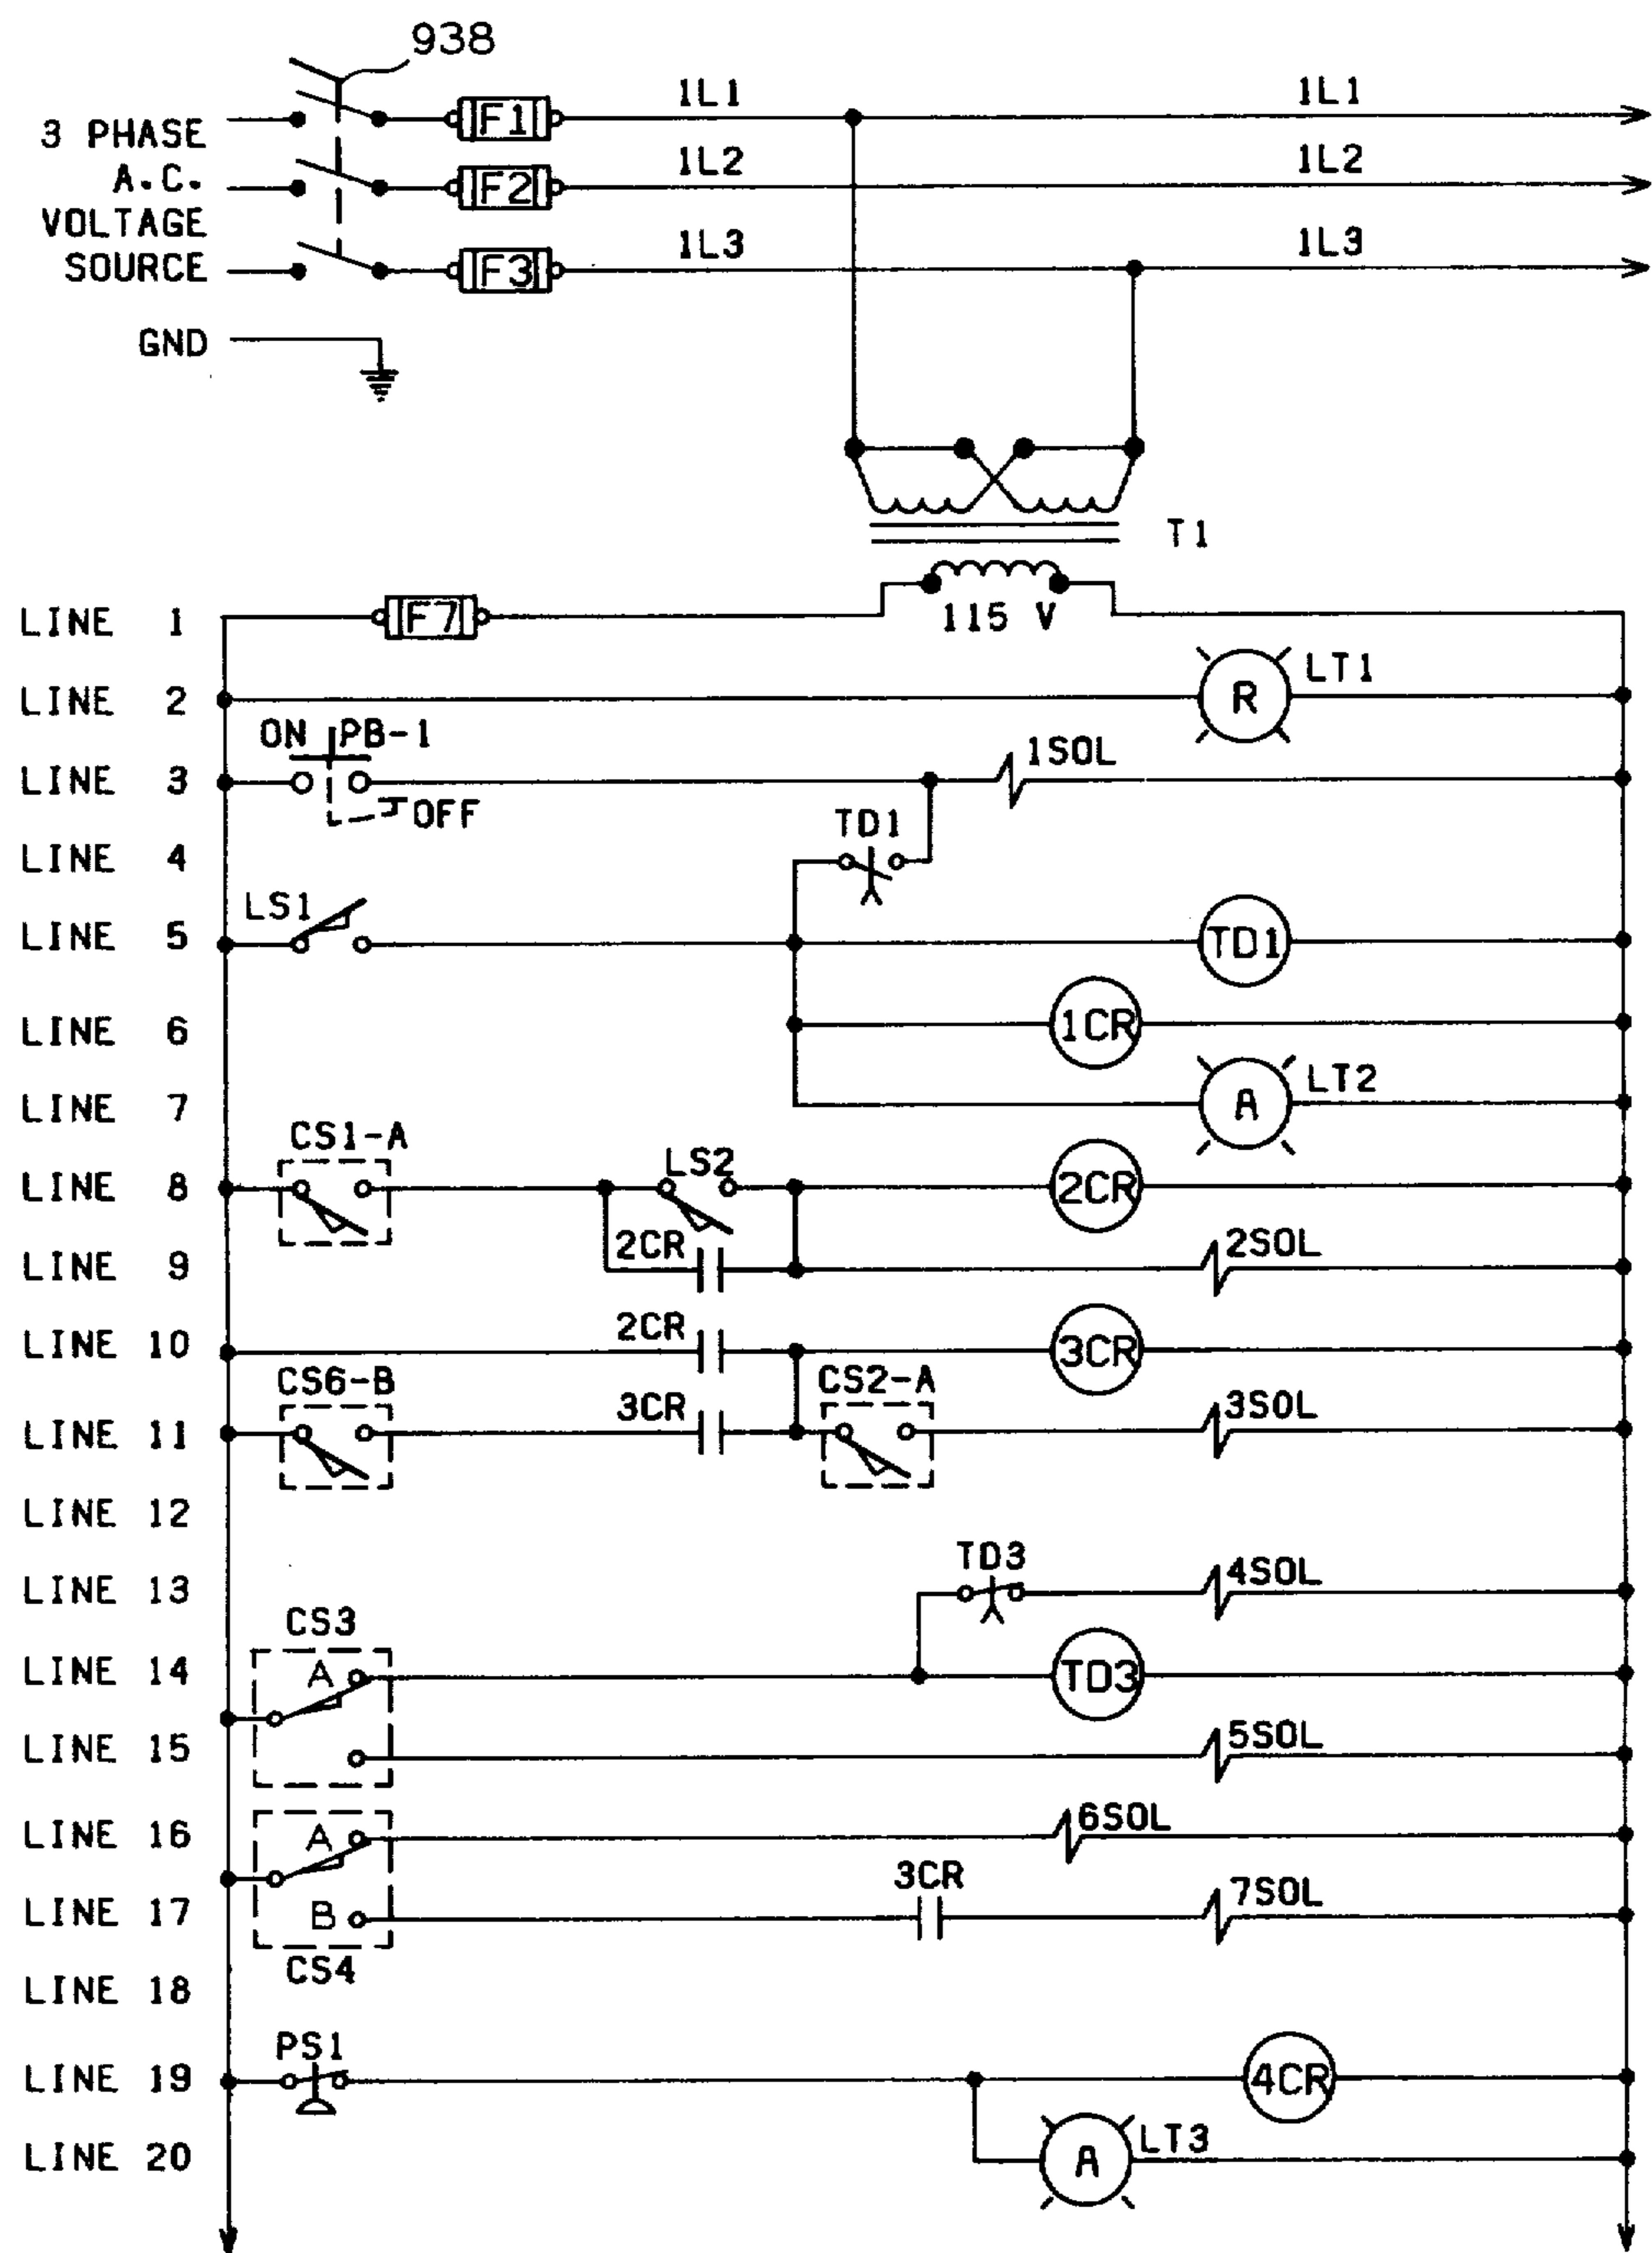 938
3 PHASE
A.C.
VOLTAGE
SOURCE
GND
F1
1L1
1L1
F2
1L2
1L2
F3
1L3
1L3
T1
LINE 1
F7
115 V
LINE 2
R
LT1
ON PB-1
LINE 3
1SOL
OFF
TD1
LINE 4
LS1
LINE 5
TD1
LINE 6
1CR
LINE 7
A
LT2
CS1-A
LINE 8
LS2
2CR
LINE 9
2CR
2SOL
LINE 10
2CR
3CR
CS6-B
CS2-A
LINE 11
3CR
3SOL
LINE 12
TD3
LINE 13
4SOL
CS3
LINE 14
A
TD3
LINE 15
5SOL
LINE 16
A
6SOL
3CR
LINE 17
B
7SOL
CS4
LINE 18
PS1
LINE 19
4CR
LINE 20
A
LT3